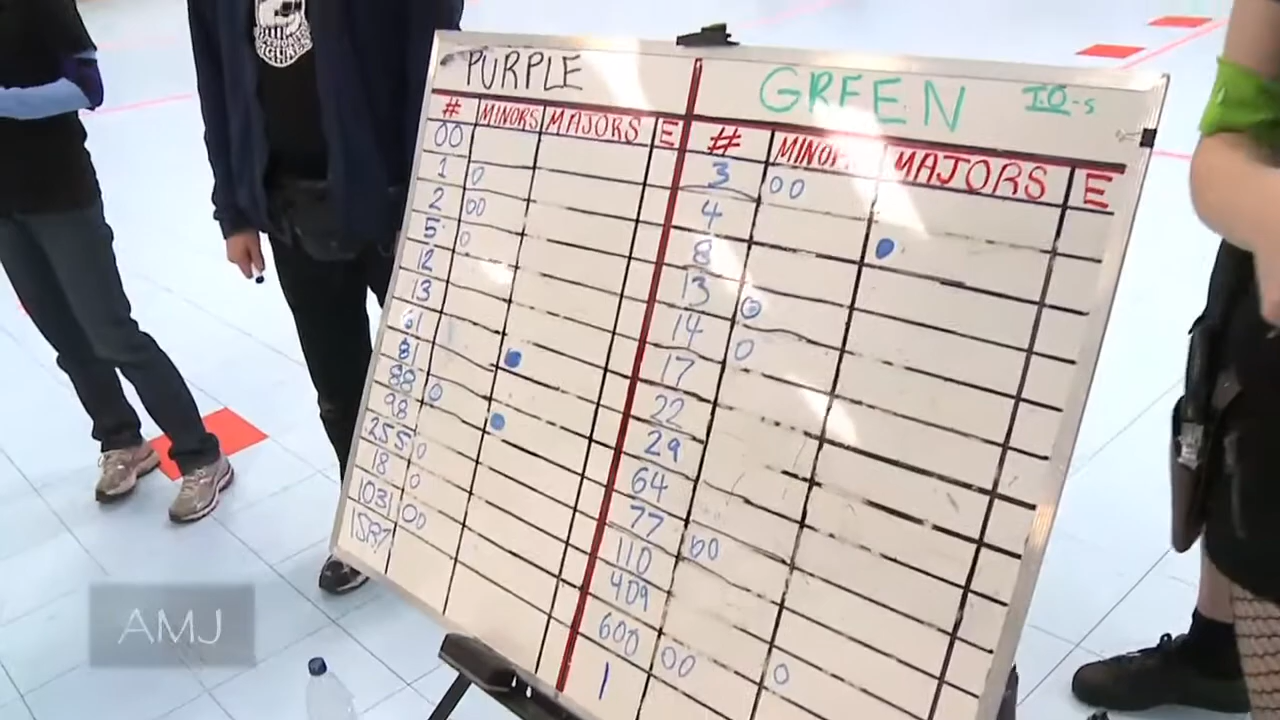 PURPLE GREEN IO-s
# MINORS MAJORS E # MINORS MAJORS E
00 3 00
1 0 4
2 00 8
5 0 13 0
12 14 0
13 17
61 22
81 29
88 0 64
98 77
255 0 110 00
18 0 409
1031 00 600 00 0
1
AMJ